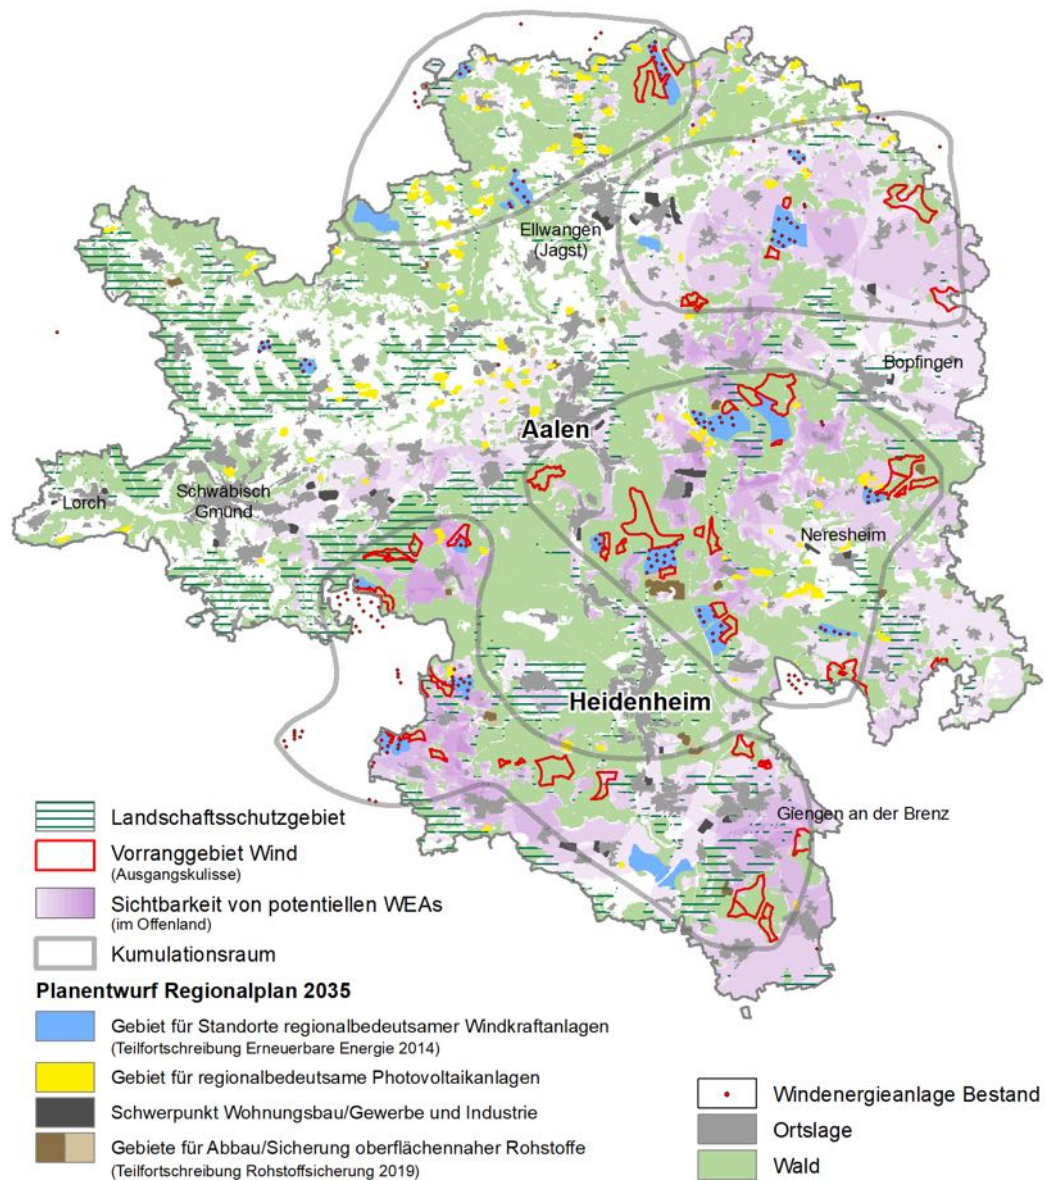 Ellwangen
(Jagst)
Bopfingen
Aalen
Lorch
Schwäbisch
Gmünd
Neresheim
Heidenheim
Giengen an der Brenz
Landschaftsschutzgebiet
Vorranggebiet Wind
(Ausgangskulisse)
Sichtbarkeit von potentiellen WEAs
(im Offenland)
Kumulationsraum
Planentwurf Regionalplan 2035
Gebiet für Standorte regionalbedeutsamer Windkraftanlagen
(Teilfortschreibung Erneuerbare Energie 2014)
Gebiet für regionalbedeutsame Photovoltaikanlagen
Schwerpunkt Wohnungsbau/Gewerbe und Industrie
Gebiete für Abbau/Sicherung oberflächennaher Rohstoffe
(Teilfortschreibung Rohstoffsicherung 2019)
Windenergieanlage Bestand
Ortslage
Wald